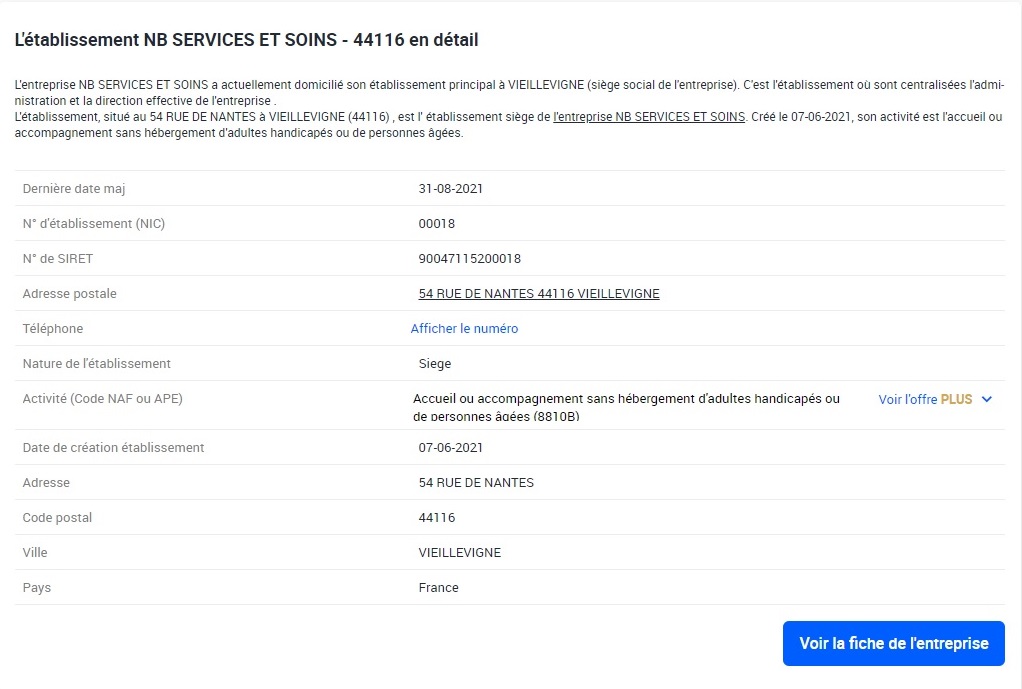 L'établissement NB SERVICES ET SOINS - 44116 en détail
L'entreprise NB SERVICES ET SOINS a actuellement domicilié son établissement principal à VIEILLEVIGNE (siège social de l'entreprise). C'est l'établissement où sont centralisées l'admi-
nistration et la direction effective de l'entreprise .
L'établissement, situé au 54 RUE DE NANTES à VIEILLEVIGNE (44116) , est l' établissement siège de l'entreprise NB SERVICES ET SOINS. Créé le 07-06-2021, son activité est l'accueil ou
accompagnement sans hébergement d'adultes handicapés ou de personnes âgées.
Dernière date maj 31-08-2021
N° d'établissement (NIC) 00018
N° de SIRET 90047115200018
Adresse postale 54 RUE DE NANTES 44116 VIEILLEVIGNE
Téléphone Afficher le numéro
Nature de l'établissement Siege
Activité (Code NAF ou APE) Accueil ou accompagnement sans hébergement d'adultes handicapés ou Voir l'offre PLUS
de personnes âgées (8810B)
Date de création établissement 07-06-2021
Adresse 54 RUE DE NANTES
Code postal 44116
Ville VIEILLEVIGNE
Pays France
Voir la fiche de l'entreprise